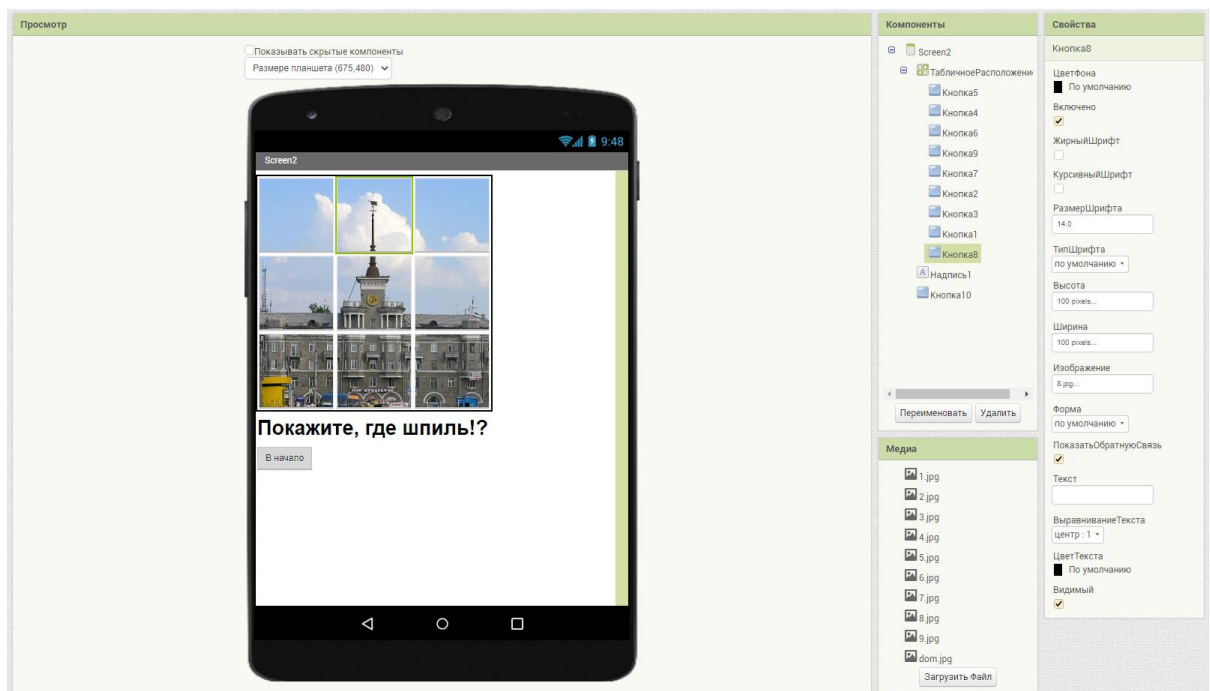 Просмотр
Показывать скрытые компоненты
Размере планшета (675,480)
9:48
Screen2
Покажите, где шпиль!?
В начало
Компоненты
Screen2
ТабличноеРасположени
Кнопка5
Кнопка4
Кнопка6
Кнопка9
Кнопка7
Кнопка2
Кнопка3
Кнопка1
Кнопка8
Надпись1
Кнопка10
Переименовать
Удалить
Медиа
1.jpg
2.jpg
3.jpg
4.jpg
5.jpg
6.jpg
7.jpg
8.jpg
9.jpg
dom.jpg
Загрузить Файл
Свойства
Кнопка8
ЦветФона
По умолчанию
Включено
ЖирныйШрифт
КурсивныйШрифт
РазмерШрифта
14.0
ТипШрифта
по умолчанию
Высота
100 pixels...
Ширина
100 pixels...
Изображение
8.jpg...
Форма
по умолчанию
ПоказатьОбратнуюСвязь
Текст
ВыравниваниеТекста
центр : 1
ЦветТекста
По умолчанию
Видимый